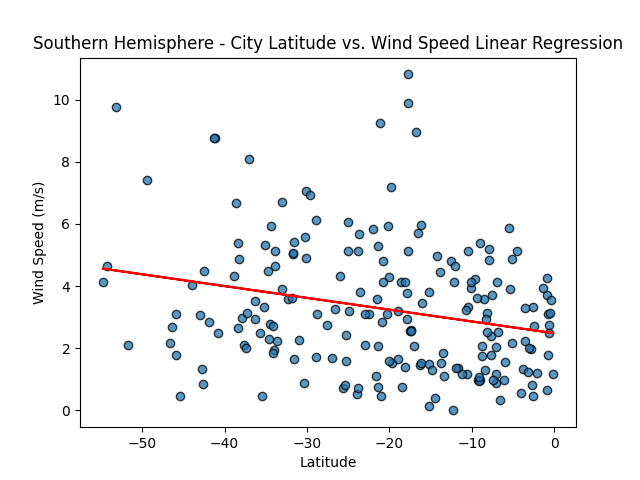 Southern Hemisphere - City Latitude vs. Wind Speed Linear Regression
10
8
6
4
2
0
Wind Speed (m/s)
−50 −40 −30 −20 −10 0
Latitude